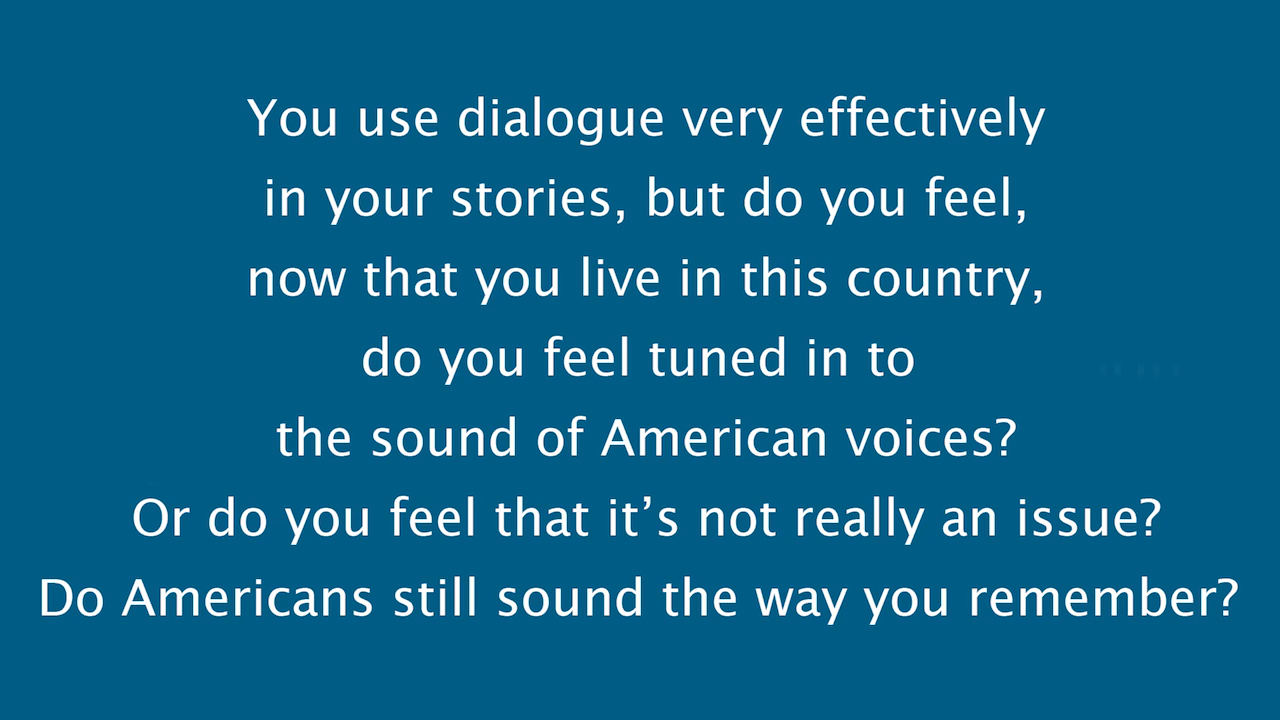 You use dialogue very effectively
in your stories, but do you feel,
now that you live in this country,
do you feel tuned in to
the sound of American voices?
Or do you feel that it’s not really an issue?
Do Americans still sound the way you remember?